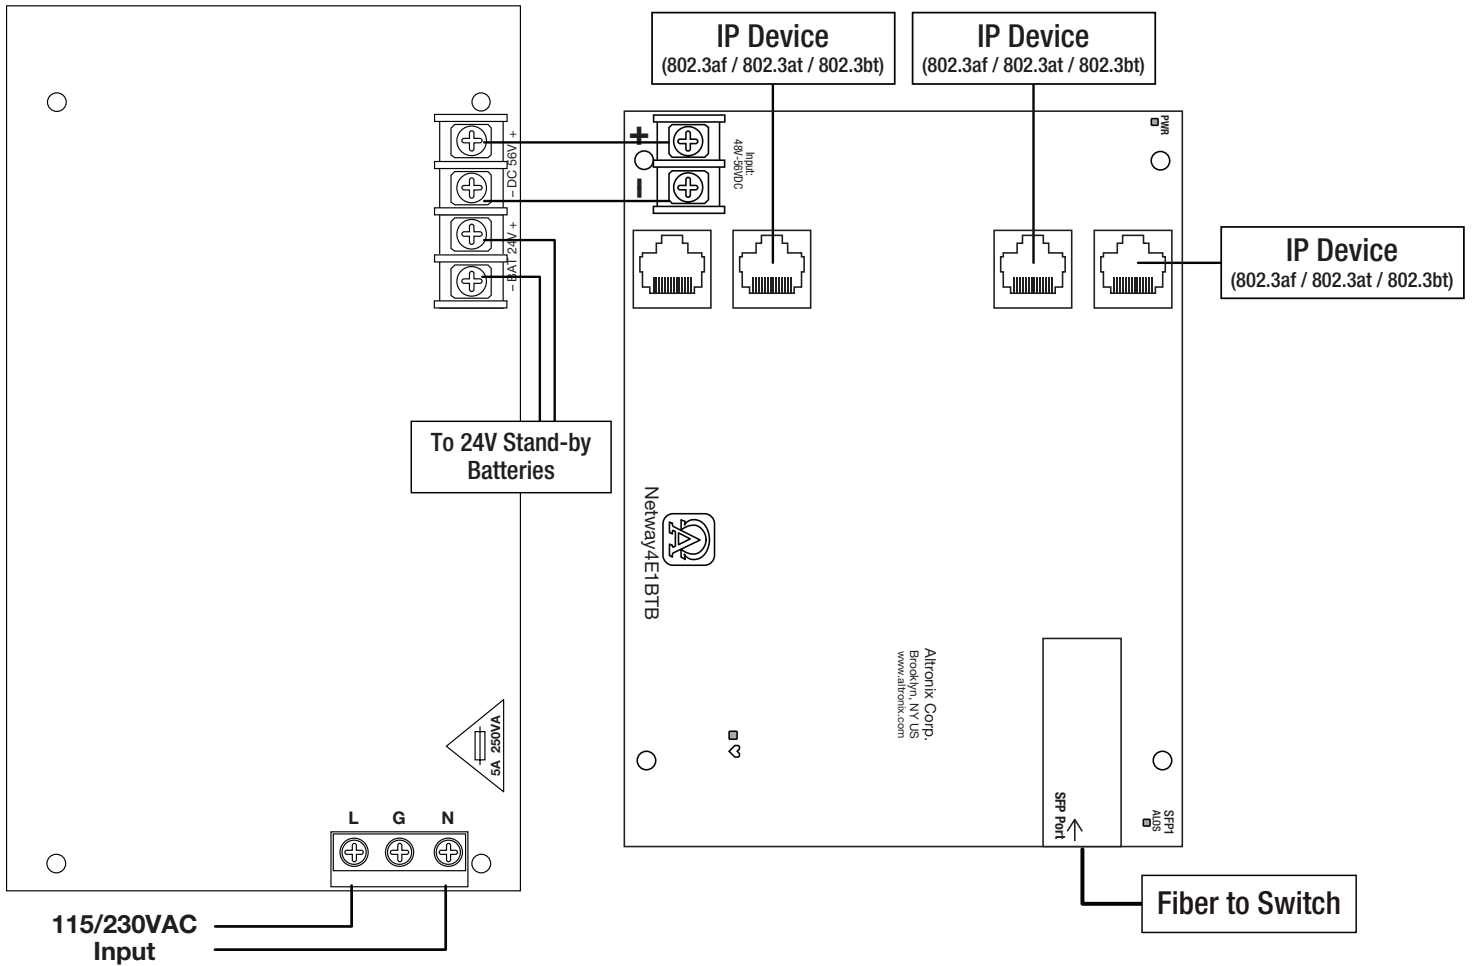 IP Device
(802.3af / 802.3at / 802.3bt)
IP Device
(802.3af / 802.3at / 802.3bt)
– DC 56V +
– BAT 24V +
+
–
Input:
48V-56VDC
PWR
IP Device
(802.3af / 802.3at / 802.3bt)
To 24V Stand-by
Batteries
Netway4E1BTB
Altronix Corp.
Brooklyn, NY US
www.altronix.com
5A 250VA
L G N
SFP Port
SFP1
ALOS
115/230VAC
Input
Fiber to Switch